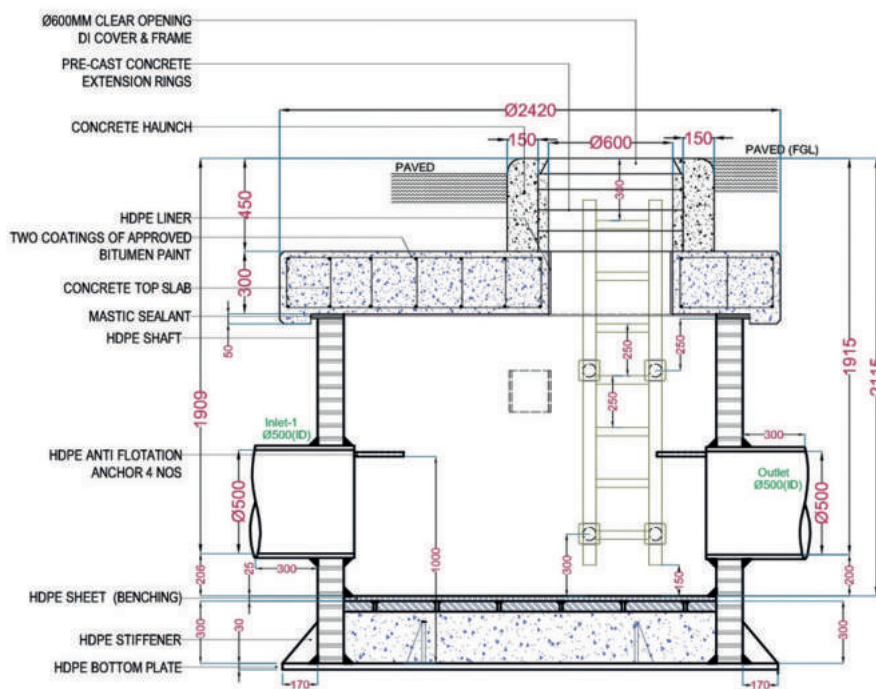 Ø600MM CLEAR OPENING
DI COVER & FRAME
PRE-CAST CONCRETE
EXTENSION RINGS
Ø2420
CONCRETE HAUNCH
150
Ø600
150
PAVED
PAVED (FGL)
300
450
HDPE LINER
TWO COATINGS OF APPROVED
BITUMEN PAINT
CONCRETE TOP SLAB
300
MASTIC SEALANT
HDPE SHAFT
50
250
250
250
1909
1915
2115
Inlet-1
Ø500(ID)
300
HDPE ANTI FLOTATION
ANCHOR 4 NOS
Outlet
Ø500(ID)
Ø500
Ø500
1000
300
300
206
25
150
200
HDPE SHEET (BENCHING)
300
30
300
HDPE STIFFENER
HDPE BOTTOM PLATE
170
170